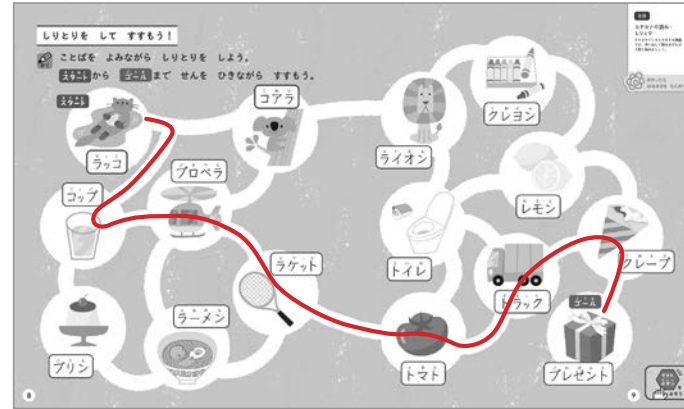 しりとりを して すすもう！
ことばを よみながら しりとりを しよう。
スタートから ゴールまで せんを ひきながら すすもう。
スタート
ラッコ
コアラ
ライオン
クレヨン
コップ
プロペラ
レモン
トイレ
ラケット
トラック
クレープ
プリン
ラーメン
トマト
ゴール
プレゼント
8
9